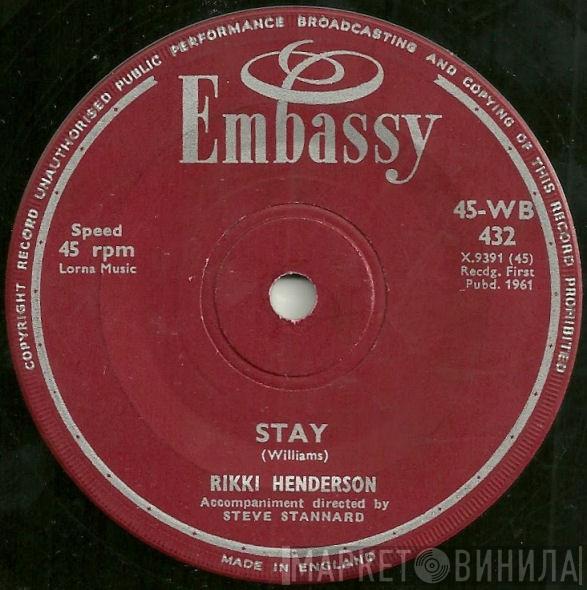 COPYRIGHT RECORD UNAUTHORISED PUBLIC PERFORMANCE BROADCASTING AND COPYING OF THIS RECORD PROHIBITED
Embassy
Speed
45 rpm
Lorna Music
45-WB
432
X.9391 (45)
Recdg. First
Pubd. 1961
STAY
(Williams)
RIKKI HENDERSON
Accompaniment directed by
STEVE STANNARD
MADE IN ENGLAND
МАРКЕТ ВИНИЛА